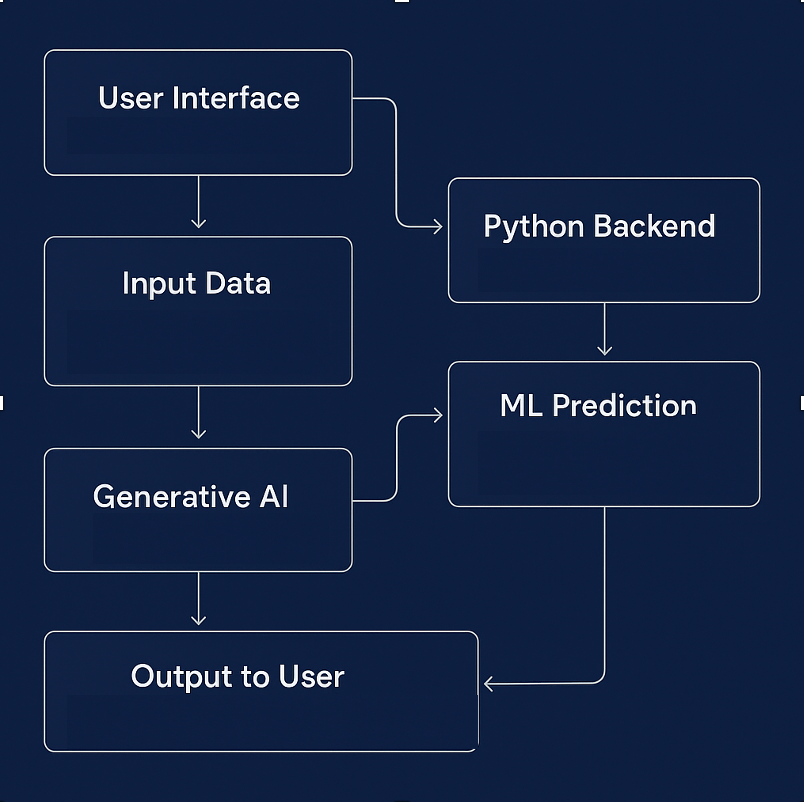 User Interface
Python Backend
Input Data
ML Prediction
Generative AI
Output to User